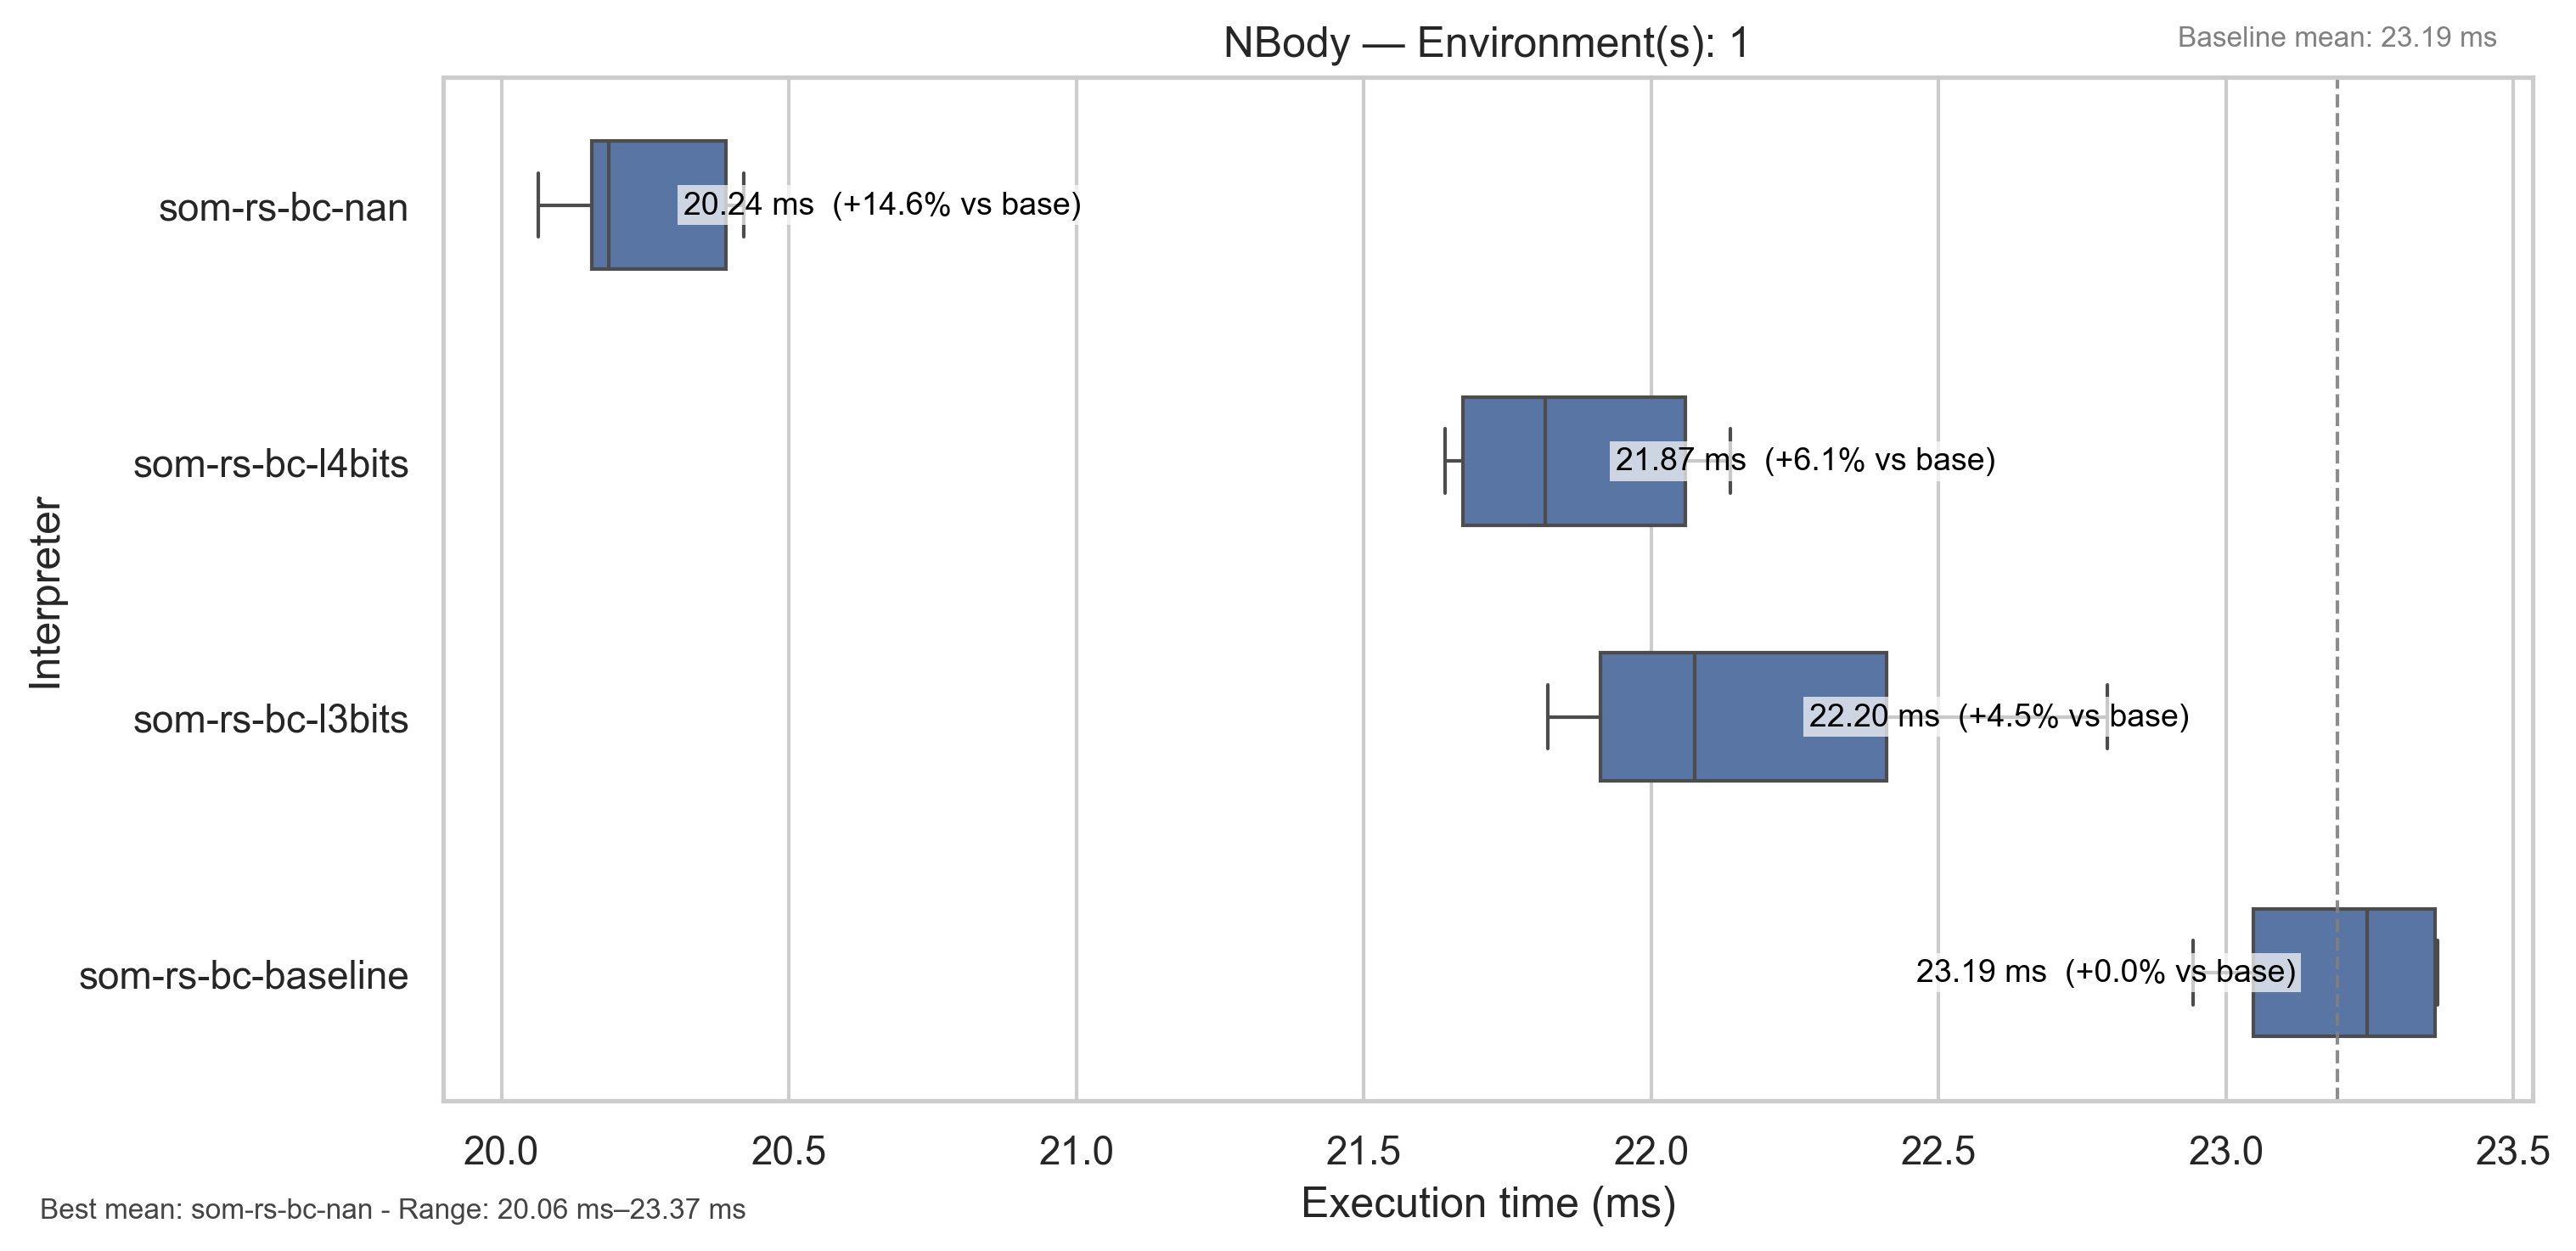 NBody — Environment(s): 1
Baseline mean: 23.19 ms
Interpreter
som-rs-bc-nan
20.24 ms (+14.6% vs base)
som-rs-bc-l4bits
21.87 ms (+6.1% vs base)
som-rs-bc-l3bits
22.20 ms (+4.5% vs base)
som-rs-bc-baseline
23.19 ms (+0.0% vs base)
20.0 20.5 21.0 21.5 22.0 22.5 23.0 23.5
Execution time (ms)
Best mean: som-rs-bc-nan - Range: 20.06 ms–23.37 ms